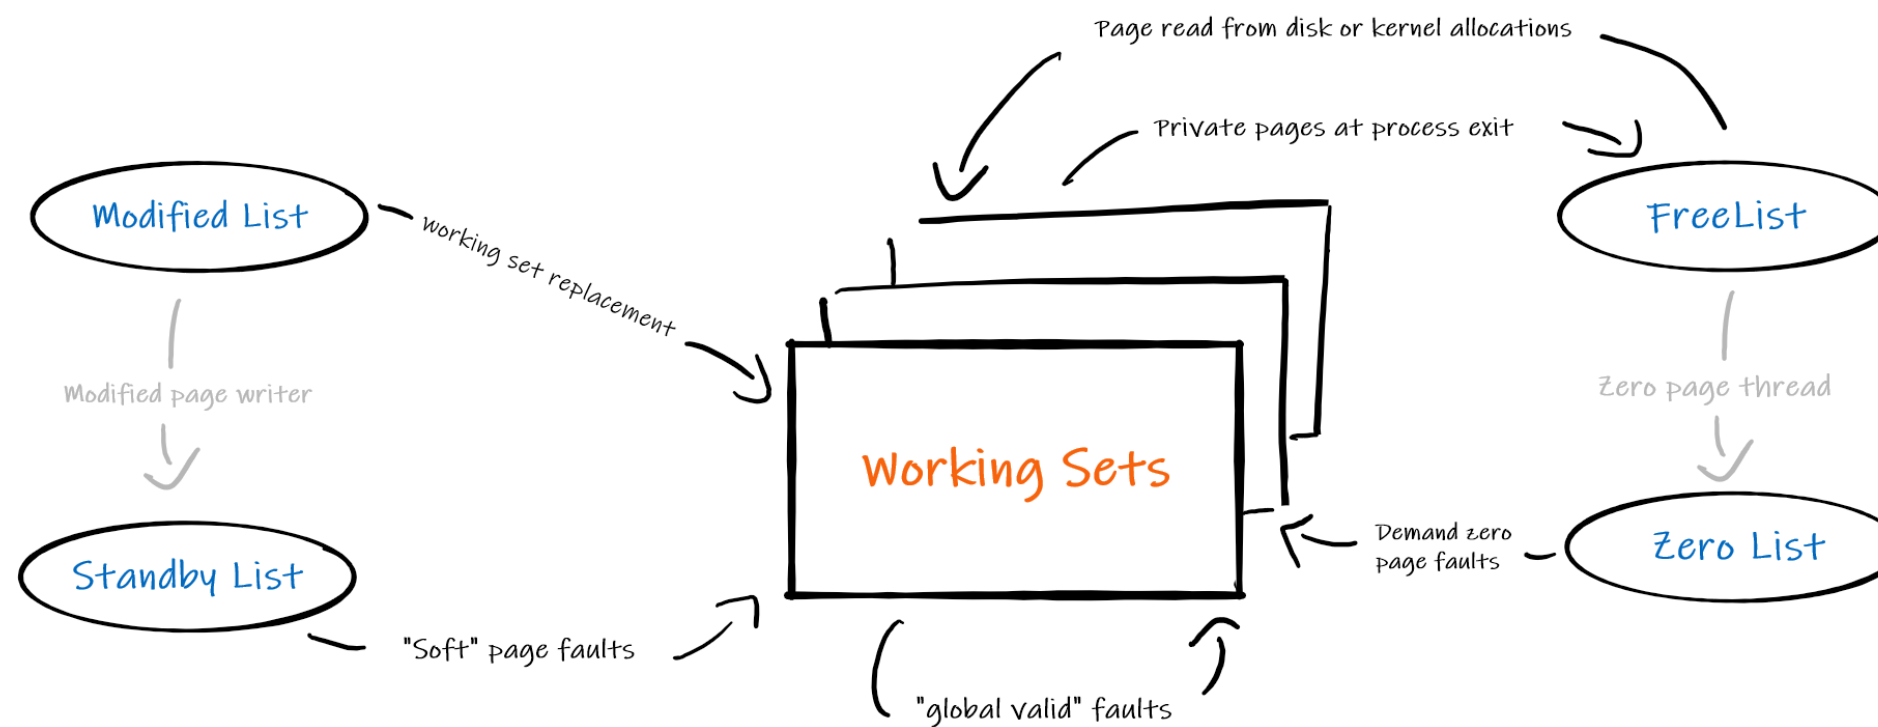 Page read from disk or kernel allocations
Private pages at process exit
Modified List
working set replacement
FreeList
Modified page writer
Zero page thread
Working Sets
Demand zero
page faults
Zero List
Standby List
"Soft" page faults
"global valid" faults